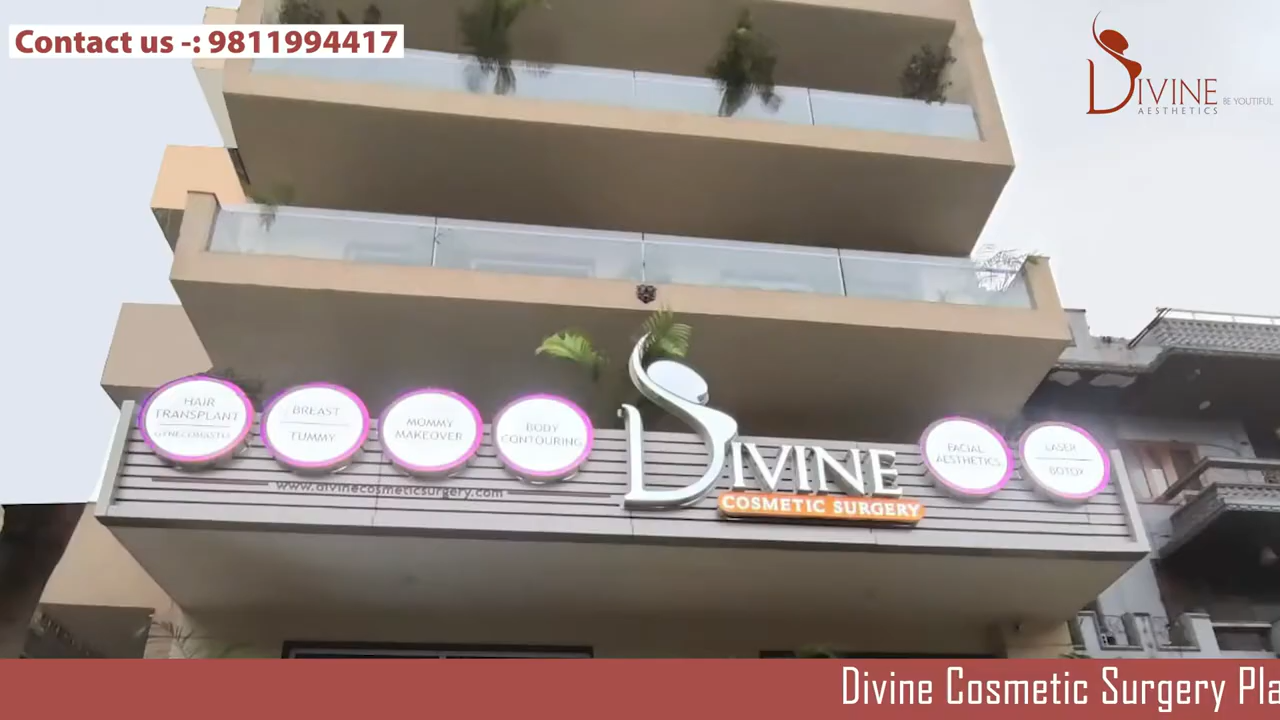 Contact us -: 9811994417
DIVINE
AESTHETICS
BE YOUTIFUL
HAIR
TRANSPLANT
GYNECOMASTIA
BREAST
TUMMY
MOMMY
MAKEOVER
BODY
CONTOURING
DIVINE
COSMETIC SURGERY
FACIAL
AESTHETICS
LASER
BOTOX
www.divinecosmeticsurgery.com
Divine Cosmetic Surgery Pla